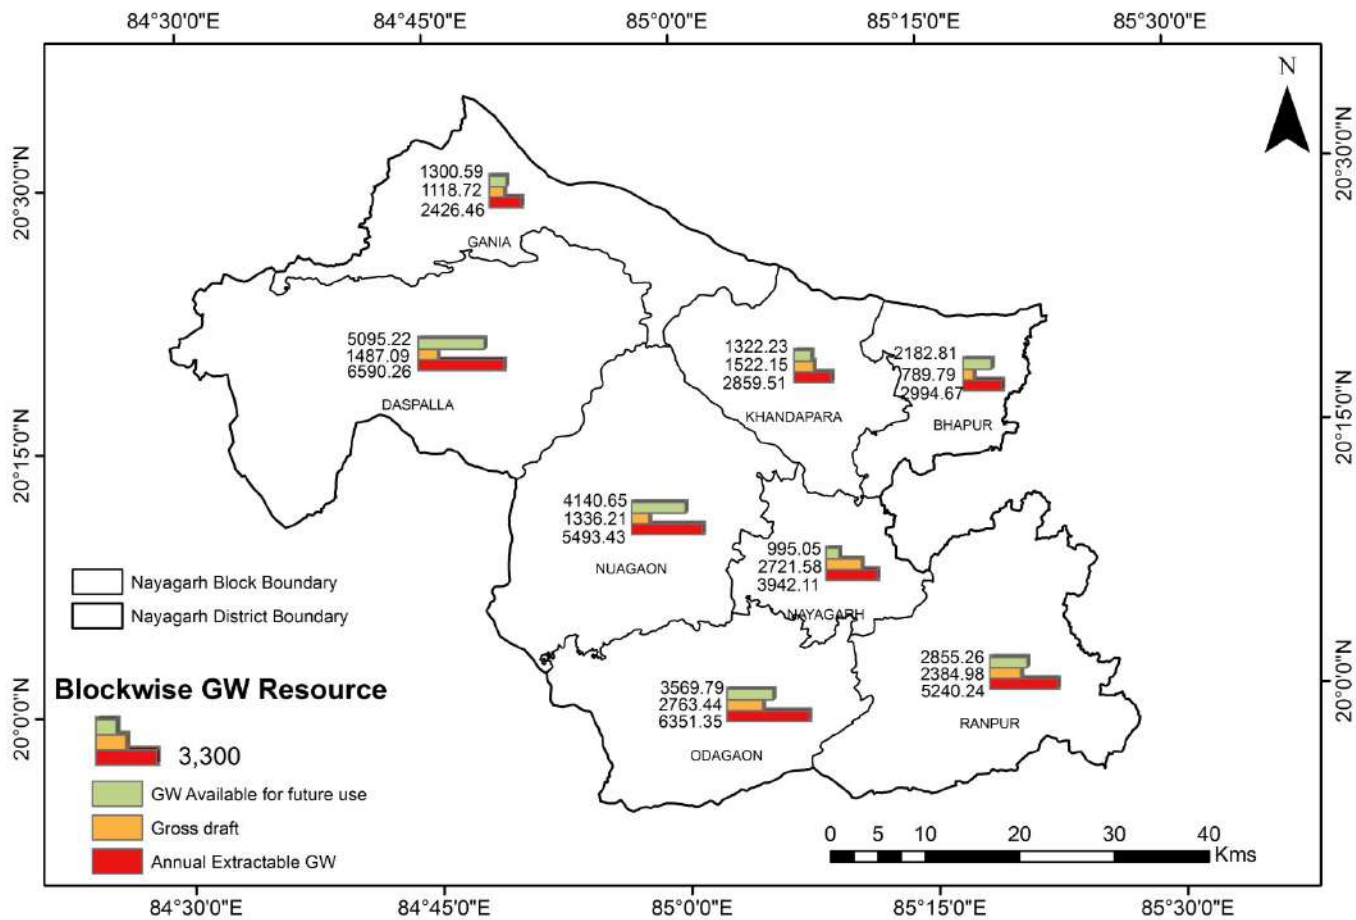 84°30'0"E 84°45'0"E 85°0'0"E 85°15'0"E 85°30'0"E
N
20°30'0"N
20°15'0"N
20°0'0"N
20°30'0"N
20°15'0"N
20°0'0"N
1300.59
1118.72
2426.46
GANIA
5095.22
1487.09
6590.26
DASPALLA
1322.23
1522.15
2859.51
KHANDAPARA
2182.81
789.79
2994.67
BHAPUR
4140.65
1336.21
5493.43
NUAGAON
995.05
2721.58
3942.11
NAYAGARH
3569.79
2763.44
6351.35
ODAGAON
2855.26
2384.98
5240.24
RANPUR
Nayagarh Block Boundary
Nayagarh District Boundary
Blockwise GW Resource
3,300
GW Available for future use
Gross draft
Annual Extractable GW
0 5 10 20 30 40
Kms
84°30'0"E 84°45'0"E 85°0'0"E 85°15'0"E 85°30'0"E